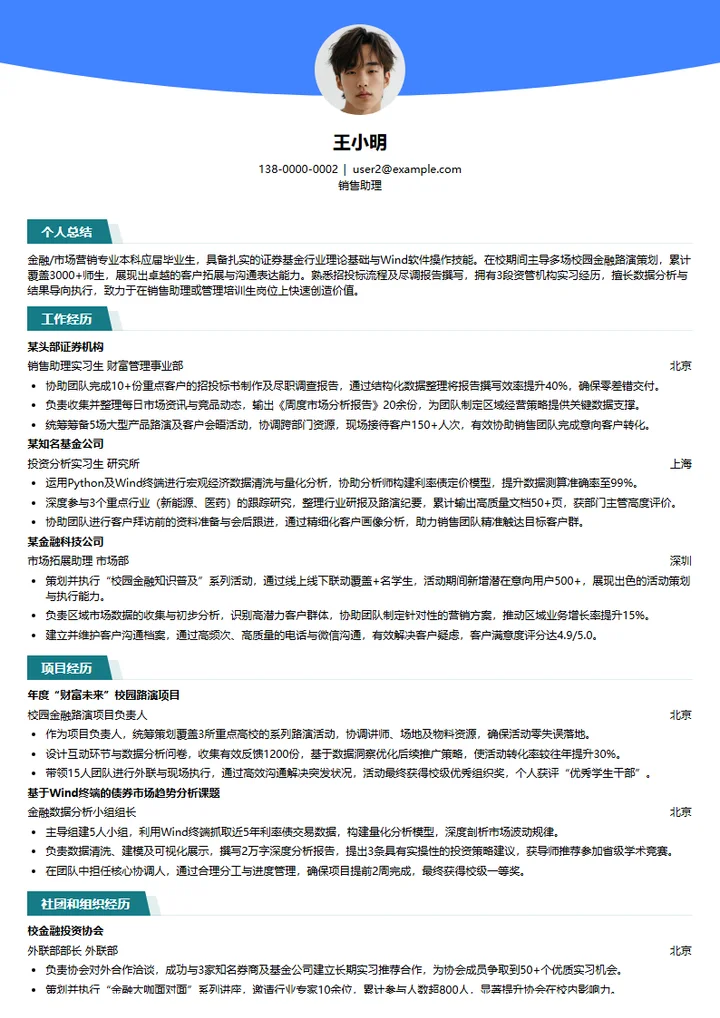 王小明
138-0000-0002 | user2@example.com
销售助理
个人总结
金融/市场营销专业本科应届毕业生，具备扎实的证券基金行业理论基础与Wind软件操作技能。在校期间主导多场校园金融路演策划，累计
覆盖3000+师生，展现出卓越的客户拓展与沟通表达能力。熟悉招投标流程及尽调报告撰写，拥有3段资管机构实习经历，擅长数据分析与
结果导向执行，致力于在销售助理或管理培训生岗位上快速创造价值。
工作经历
某头部证券机构
销售助理实习生 财富管理事业部 北京
• 协助团队完成10+份重点客户的招投标书制作及尽职调查报告，通过结构化数据整理将报告撰写效率提升40%，确保零差错交付。
• 负责收集并整理每日市场资讯与竞品动态，输出《周度市场分析报告》20余份，为团队制定区域经营策略提供关键数据支撑。
• 统筹筹备5场大型产品路演及客户会晤活动，协调跨部门资源，现场接待客户150+人次，有效协助销售团队完成意向客户转化。
某知名基金公司
投资分析实习生 研究所 上海
• 运用Python及Wind终端进行宏观经济数据清洗与量化分析，协助分析师构建利率债定价模型，提升数据测算准确率至99%。
• 深度参与3个重点行业（新能源、医药）的跟踪研究，整理行业研报及路演纪要，累计输出高质量文档50+页，获部门主管高度评价。
• 协助团队进行客户拜访前的资料准备与会后跟进，通过精细化客户画像分析，助力销售团队精准触达目标客户群。
某金融科技公司
市场拓展助理 市场部 深圳
• 策划并执行“校园金融知识普及”系列活动，通过线上线下联动覆盖+名学生，活动期间新增潜在意向用户500+，展现出色的活动策划
与执行能力。
• 负责区域市场数据的收集与初步分析，识别高潜力客户群体，协助团队制定针对性的营销方案，推动区域业务增长率提升15%。
• 建立并维护客户沟通档案，通过高频次、高质量的电话与微信沟通，有效解决客户疑虑，客户满意度评分达4.9/5.0。
项目经历
年度“财富未来”校园路演项目
校园金融路演项目负责人 北京
• 作为项目负责人，统筹策划覆盖3所重点高校的系列路演活动，协调讲师、场地及物料资源，确保活动零失误落地。
• 设计互动环节与数据分析问卷，收集有效反馈1200份，基于数据洞察优化后续推广策略，使活动转化率较往年提升30%。
• 带领15人团队进行外联与现场执行，通过高效沟通解决突发状况，活动最终获得校级优秀组织奖，个人获评“优秀学生干部”。
基于Wind终端的债券市场趋势分析课题
金融数据分析小组组长 北京
• 主导组建5人小组，利用Wind终端抓取近5年利率债交易数据，构建量化分析模型，深度剖析市场波动规律。
• 负责数据清洗、建模及可视化展示，撰写2万字深度分析报告，提出3条具有实操性的投资策略建议，获导师推荐参加省级学术竞赛。
• 在团队中担任核心协调人，通过合理分工与进度管理，确保项目提前2周完成，最终获得校级一等奖。
社团和组织经历
校金融投资协会
外联部部长 外联部 北京
• 负责协会对外合作洽谈，成功与3家知名券商及基金公司建立长期实习推荐合作，为协会成员争取到50+个优质实习机会。
• 策划并执行“金融大咖面对面”系列讲座，邀请行业专家10余位，累计参与人数超800人，显著提升协会在校内影响力。